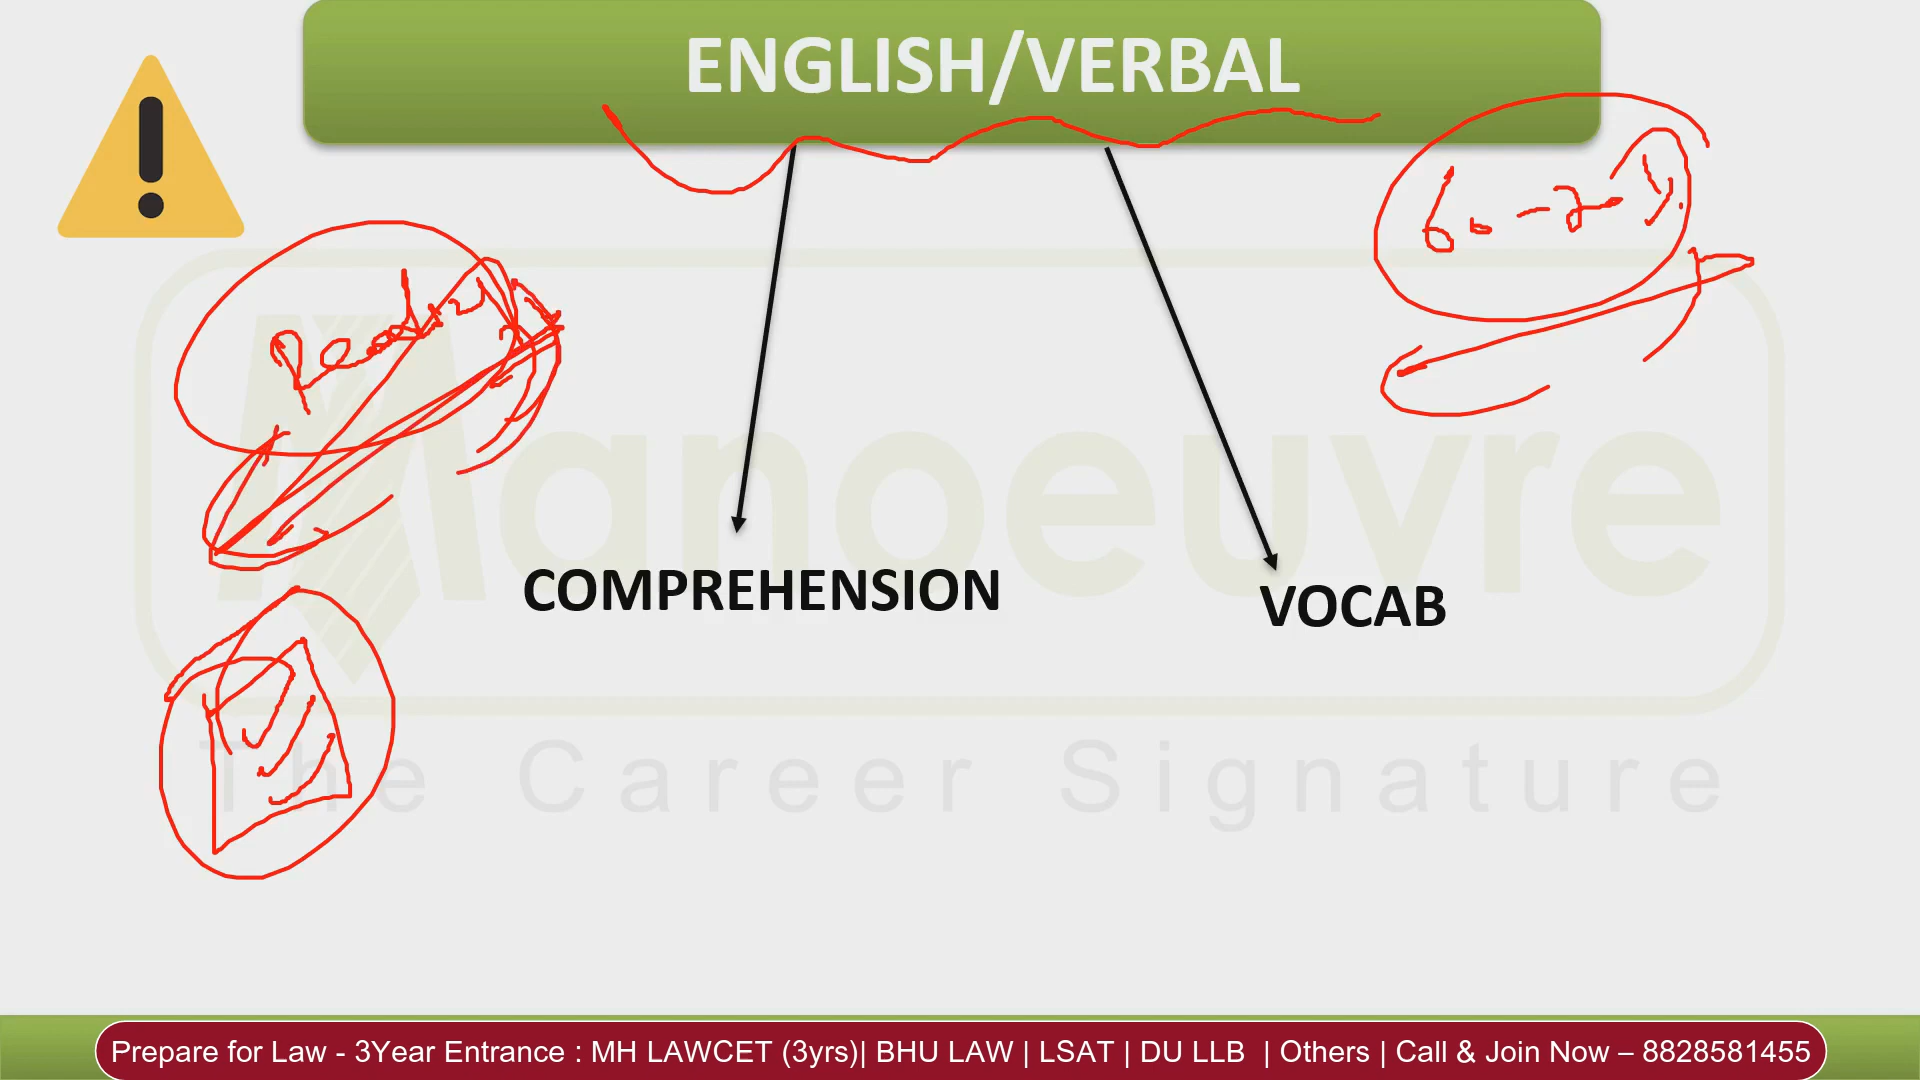 ENGLISH/VERBAL
Reading
COMPREHENSION
VOCAB
Manoeuvre
The Career Signature
Prepare for Law - 3Year Entrance : MH LAWCET (3yrs)| BHU LAW | LSAT | DU LLB | Others | Call & Join Now – 8828581455